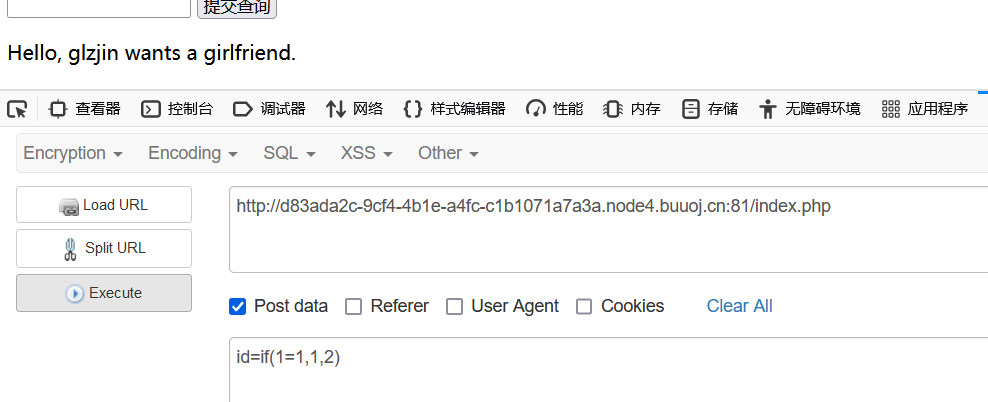 提交查询
Hello, glzjin wants a girlfriend.
查看器 控制台 调试器 网络 样式编辑器 性能 内存 存储 无障碍环境 应用程序
Encryption Encoding SQL XSS Other
Load URL
http://d83ada2c-9cf4-4b1e-a4fc-c1b1071a7a3a.node4.buuoj.cn:81/index.php
Split URL
Execute
Post data Referer User Agent Cookies Clear All
id=if(1=1,1,2)